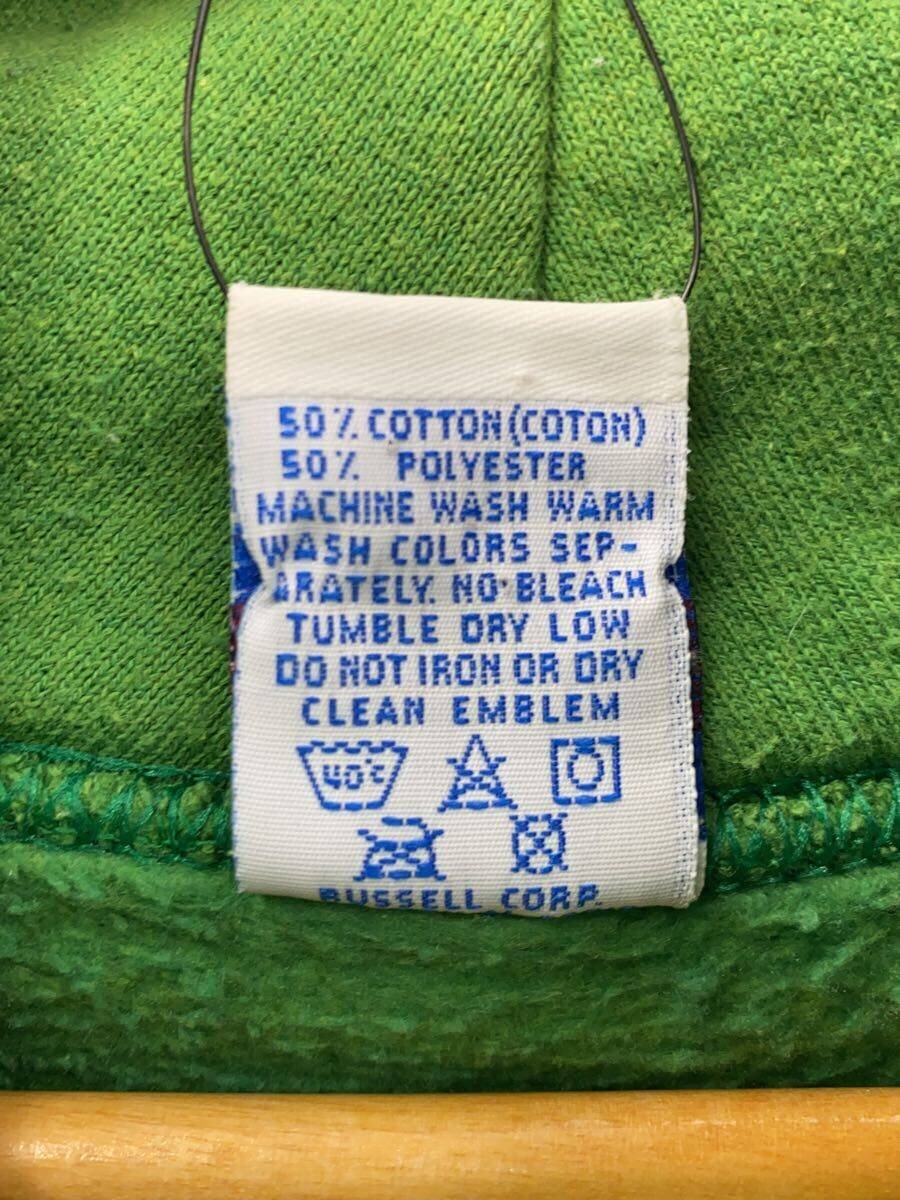 50% COTTON (COTON)
50% POLYESTER
MACHINE WASH WARM
WASH COLORS SEP-
ARATELY. NO BLEACH
TUMBLE DRY LOW
DO NOT IRON OR DRY
CLEAN EMBLEM
40°C
RUSSELL CORP.